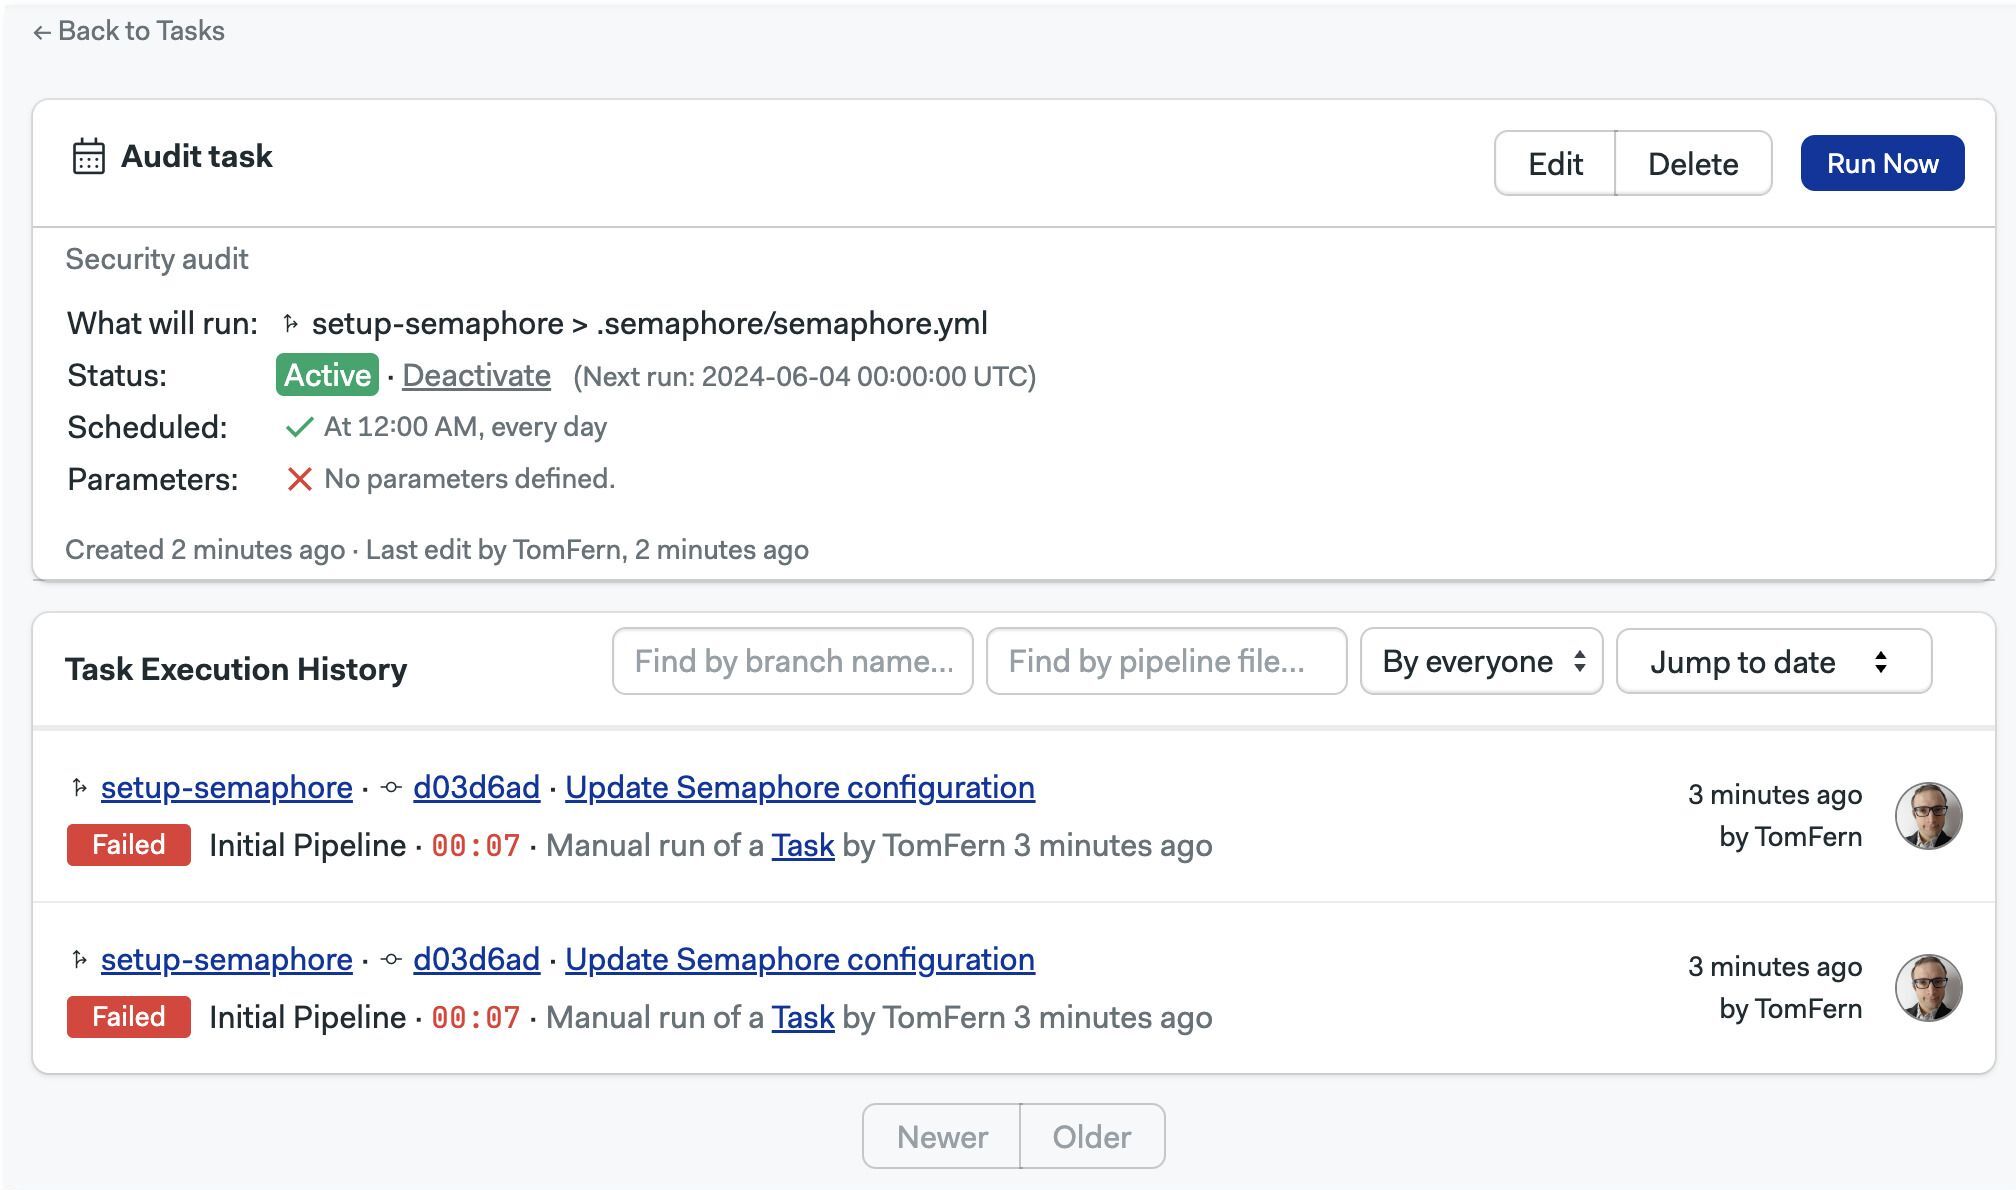 ← Back to Tasks
Audit task
Edit
Delete
Run Now
Security audit
What will run: setup-semaphore > .semaphore/semaphore.yml
Status: Active · Deactivate (Next run: 2024-06-04 00:00:00 UTC)
Scheduled: At 12:00 AM, every day
Parameters: No parameters defined.
Created 2 minutes ago · Last edit by TomFern, 2 minutes ago
Task Execution History
Find by branch name...
Find by pipeline file...
By everyone
Jump to date
setup-semaphore · d03d6ad · Update Semaphore configuration
Failed Initial Pipeline · 00:07 · Manual run of a Task by TomFern 3 minutes ago
3 minutes ago
by TomFern
setup-semaphore · d03d6ad · Update Semaphore configuration
Failed Initial Pipeline · 00:07 · Manual run of a Task by TomFern 3 minutes ago
3 minutes ago
by TomFern
Newer
Older